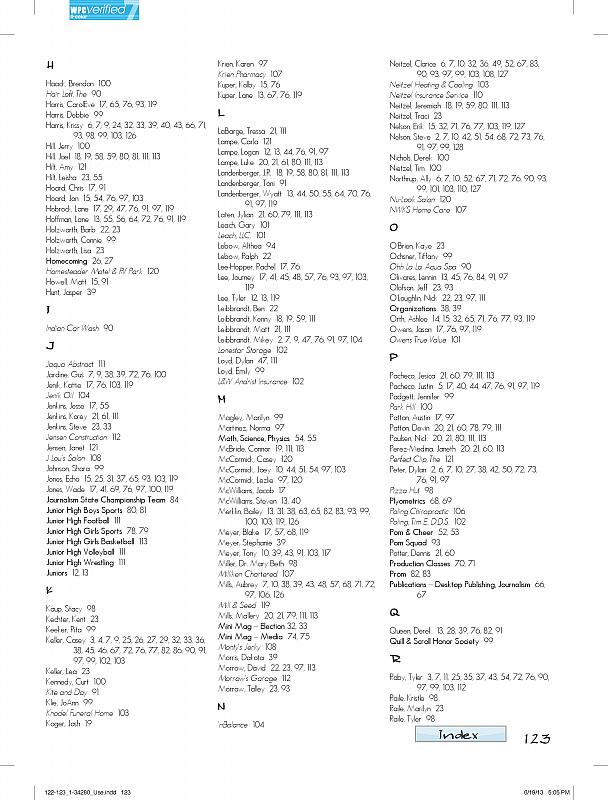 WPC verified 7
4-color
H
Haack, Brendan 100
Hair Loft, The 90
Harris, CarolEve 17, 65, 76, 93, 119
Harris, Debbie 99
Harris, Krissy 6, 7, 9, 24, 32, 33, 39, 40, 43, 66, 71,
93, 98, 99, 103, 126
Hill, Jerry 100
Hill, Joel 18, 19, 58, 59, 80, 81, 111, 113
Hilt, Amy 121
Hilt, Leisha 23, 55
Hoard, Chris 17, 91
Hoard, Jon 15, 54, 76, 97, 103
Hobrock, Lane 17, 29, 47, 76, 91, 97, 119
Hoffman, Lane 13, 55, 56, 64, 72, 76, 91, 119
Holzwarth, Barb 22, 23
Holzwarth, Connie 99
Holzwarth, Lisa 23
Homecoming 26, 27
Homesteader Motel & RV Park 120
Howell, Matt 15, 91
Hunt, Jasper 39
I
Indian Car Wash 90
J
Jaqua Abstract 111
Jardine, Gus 7, 9, 38, 39, 72, 76, 100
Jenik, Kattie 17, 76, 103, 119
Jenik Oil 104
Jenkins, Jesse 17, 55
Jenkins, Korey 21, 61, 111
Jenkins, Steve 23, 33
Jensen Construction 112
Jensen, Janet 121
J Lou's Salon 108
Johnson, Shara 99
Jones, Echo 15, 25, 31, 37, 65, 93, 103, 119
Jones, Wade 17, 41, 69, 76, 97, 100, 119
Journalism State Championship Team 84
Junior High Boys Sports 80, 81
Junior High Football 111
Junior High Girls Sports 78, 79
Junior High Girls Basketball 113
Junior High Volleyball 111
Junior High Wrestling 111
Juniors 12, 13
K
Kaup, Stacy 98
Kechter, Kent 23
Keeker, Rita 99
Keller, Casey 3, 4, 7, 9, 25, 26, 27, 29, 32, 33, 36,
38, 45, 46, 67, 72, 76, 77, 82, 86, 90, 91,
97, 99, 102, 103
Keller, Leai 23
Kennedy, Curt 100
Kite and Day 91
Klie, JoAnn 99
Knodel Funeral Home 103
Koger, Josh 19
Krien, Karen 97
Krien Pharmacy 107
Kuper, Kolby 15, 76
Kuper, Lane 13, 67, 76, 119
L
LaBarge, Tressa 21, 111
Lampe, Carla 121
Lampe, Logan 12, 13, 44, 76, 91, 97
Lampe, Luke 20, 21, 61, 80, 111, 113
Landenberger, J.R. 18, 19, 58, 80, 81, 111, 113
Landenberger, Toni 91
Landenberger, Wyatt 13, 44, 50, 55, 64, 70, 76,
91, 97, 119
Laten, Jylian 21, 60, 79, 111, 113
Leach, Gary 101
Leach, LLC. 101
Lebow, Althea 94
Lebow, Ralph 22
Lee-Hopper, Rachel 17, 76
Lee, Journey 17, 41, 45, 48, 57, 76, 93, 97, 103,
119
Lee, Tyler 12, 13, 119
Leibbrandt, Ben 22
Leibbrandt, Kenny 18, 19, 59, 111
Leibbrandt, Matt 21, 111
Leibbrandt, Mikey 2, 7, 9, 47, 76, 91, 97, 104
Lonestar Storage 102
Loyd, Dylan 47, 111
Loyd, Emily 99
L&W Andrist Insurance 102
M
Magley, Marilyn 99
Martinez, Norma 97
Math, Science, Physics 54, 55
McBride, Connor 19, 111, 113
McCormick, Casey 120
McCormick, Joey 10, 44, 51, 54, 97, 103
McCormick, Lezlie 97, 120
McWilliams, Jacob 17
McWilliams, Steven 13, 40
Merklin, Bailey 13, 31, 38, 63, 65, 82, 83, 93, 99,
100, 103, 119, 126
Meyer, Blake 17, 57, 68, 119
Meyer, Stephanie 39
Meyer, Tony 10, 39, 43, 91, 103, 117
Miller, Dr. Mary Beth 98
Milliken Chartered 107
Mills, Aubrey 7, 10, 38, 39, 43, 48, 57, 68, 71, 72,
97, 106, 126
Mill & Seed 119
Mills, Mallery 20, 21, 79, 111, 113
Mini Mag – Election 32, 33
Mini Mag – Media 74, 75
Monty's Jerky 108
Morris, Dakota 39
Morrow, David 22, 23, 97, 113
Morrow's Garage 112
Morrow, Talley 23, 93
N
'nBalance 104
Neitzel, Clarice 6, 7, 10, 32, 36, 49, 52, 67, 83,
90, 93, 97, 99, 103, 108, 127
Neitzel Heating & Cooling 103
Neitzel Insurance Service 110
Neitzel, Jeremiah 18, 19, 59, 80, 111, 113
Neitzel, Traci 23
Nelson, Erik 15, 32, 71, 76, 77, 103, 119, 127
Nelson, Steve 2, 7, 10, 42, 51, 54, 68, 72, 73, 76,
91, 97, 99, 128
Nichols, Derek 100
Nietzel, Tim 100
Northrup, Ally 6, 7, 10, 52, 67, 71, 72, 76, 90, 93,
99, 101, 103, 110, 127
Nu-Look Salon 120
NWKS Home Care 107
O
O'Brien, Kaye 23
Ochsner, Tiffany 99
Ohh La La Aqua Spa 90
Olivares, Lennin 13, 45, 76, 84, 91, 97
Olofson, Jeff 23, 93
O'Loughlin, Nick 22, 23, 97, 111
Organizations 38, 39
Orth, Ashlee 14, 15, 32, 65, 71, 76, 77, 93, 119
Owens, Jason 17, 76, 97, 119
Owens True Value 101
P
Pacheco, Jesica 21, 60, 79, 111, 113
Pacheco, Justin 5, 17, 40, 44, 47, 76, 91, 97, 119
Padgett, Jennifer 99
Park Hill 100
Patton, Austin 17, 97
Patton, Devin 20, 21, 60, 78, 79, 111
Paulsen, Nick 20, 21, 80, 111, 113
Perez-Medina, Janeth 20, 21, 60, 113
Perfect Clip, The 121
Peter, Dylan 2, 6, 7, 10, 27, 38, 42, 50, 72, 73,
76, 91, 97
Pizza Hut 98
Plyometrics 68, 69
Poling Chiropractic 106
Poling, Tim E. D.D.S. 102
Pom & Cheer 52, 53
Pom Squad 93
Potter, Dennis 21, 60
Production Classes 70, 71
Prom 82, 83
Publications – Desktop Publishing, Journalism 66,
67
Q
Queen, Derek 13, 28, 39, 76, 82, 91
Quill & Scroll Honor Society 99
R
Raby, Tyler 3, 7, 11, 25, 35, 37, 43, 54, 72, 76, 90,
97, 99, 103, 112
Raile, Kristle 98
Raile, Marilyn 23
Raile, Tyler 98
Index 123
122-123_1-34260_Use.indd 123
6/19/13 5:05 PM